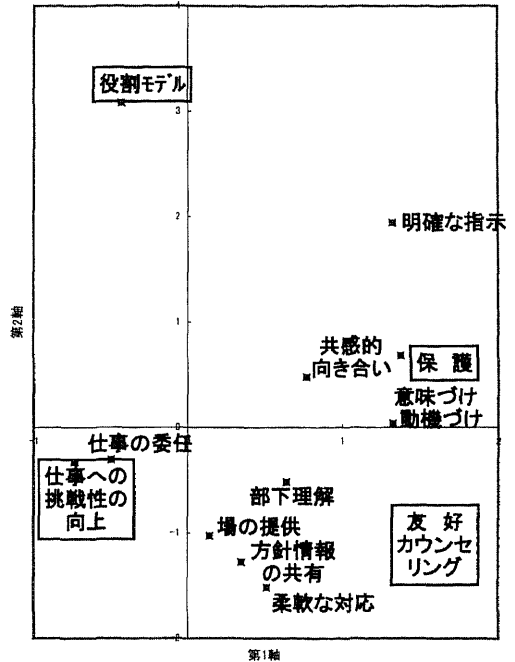 4
役割モデル
3
2
明確な指示
第2軸
1
共感的
向き合い
保 護
意味づけ
動機づけ
0
-1
1
2
仕事の委任
仕事への
挑戦性の
向上
部下理解
-1
場の提供
方針情報
の共有
柔軟な対応
友 好
カウンセ
リング
-2
第1軸